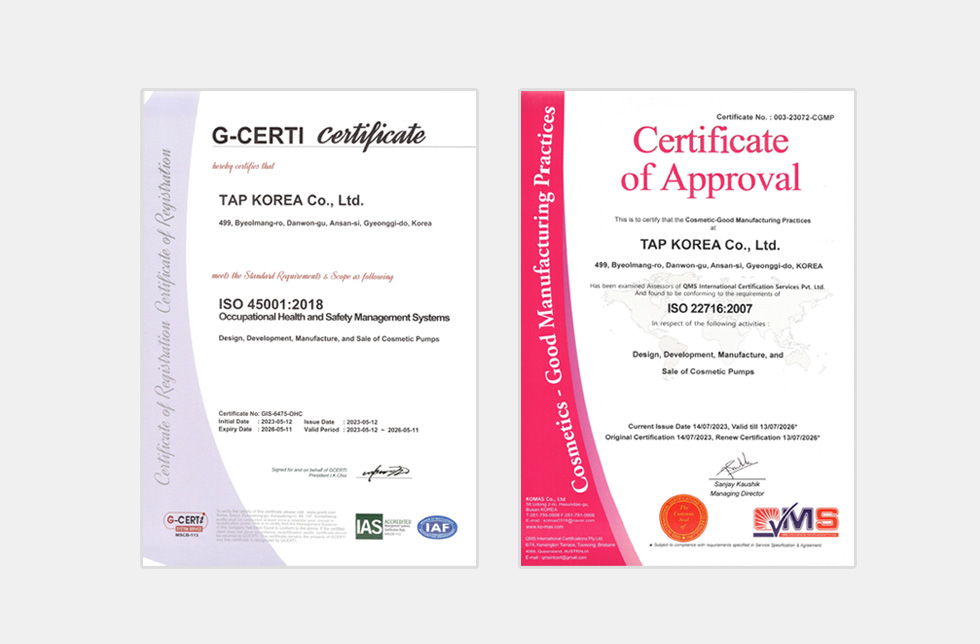 Certificate of Registration Certificate of Registration
G-CERTI Certificate
hereby certifies that
TAP KOREA Co., Ltd.
499, Byeolmang-ro, Danwon-gu, Ansan-si, Gyeonggi-do, Korea
meets the Standard Requirements & Scope as following
ISO 45001:2018
Occupational Health and Safety Management Systems
Design, Development, Manufacture, and Sale of Cosmetic Pumps
Certificate No: GIS-6475-OHC
Initial Date : 2023-05-12 Issue Date : 2023-05-12
Expiry Date : 2026-05-11 Valid Period : 2023-05-12 ~ 2026-05-11
Signed for and on behalf of GCERTI
President I.K.Choi
G-CERTi
SYSTEM SERVICE
MSCB-113
IAS ACCREDITED
IAF
Cosmetics - Good Manufacturing Practices
Certificate No. : 003-23072-CGMP
Certificate
of Approval
This is to certify that the Cosmetic-Good Manufacturing Practices
at
TAP KOREA Co., Ltd.
499, Byeolmang-ro, Danwon-gu, Ansan-si, Gyeonggi-do, KOREA
Has been examined Assessors of QMS International Certification Services Pvt. Ltd.
And found to be conforming to the requirements of
ISO 22716:2007
In respect of the following activities :
Design, Development, Manufacture, and
Sale of Cosmetic Pumps
Current Issue Date 14/07/2023, Valid till 13/07/2026*
Original Certification 14/07/2023, Renew Certification 13/07/2026*
Sanjay Kaushik
Managing Director
KOMAS Co., Ltd
Busan KOREA
www.ko-mas.com
QMS International Certifications Pty Ltd.
4066, Queensland, AUSTRALIA
The
Common
Seal
of
QMS
★ Subject to compliance with requirements specified in Service Specification & Agreement